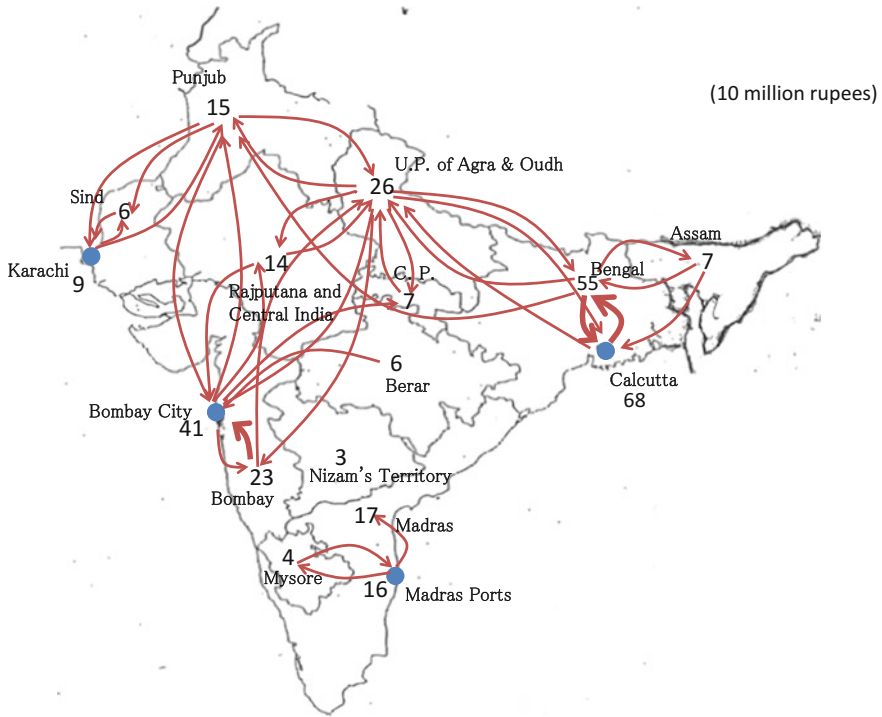 Punjub
15
(10 million rupees)
U.P. of Agra & Oudh
26
Sind
6
Assam
7
Karachi
9
14
Rajputana and
Central India
C. P.
7
Bengal
55
6
Berar
Calcutta
68
Bombay City
41
23
Bombay
3
Nizam's Territory
17
Madras
4
Mysore
16
Madras Ports